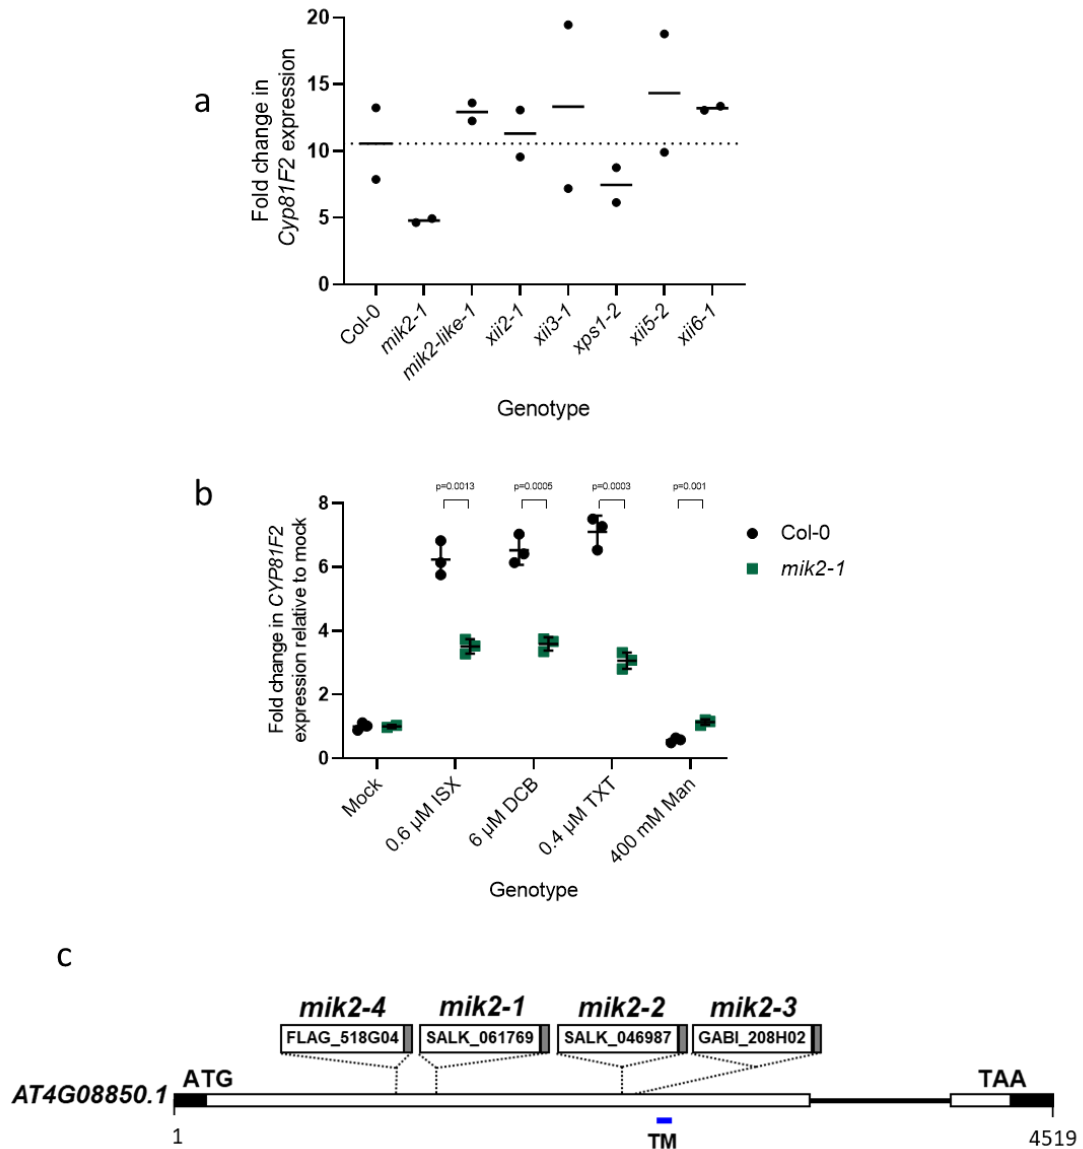 a
Fold change in
Cyp81F2 expression
20
15
10
5
0
Col-0
mik2-1
mik2-like-1
xii2-1
xii3-1
xps1-2
xii5-2
xii6-1
Genotype
b
Fold change in CYP81F2
expression relative to mock
8
6
4
2
0
p=0.0013
p=0.0005
p=0.0003
p=0.001
Col-0
mik2-1
Mock
0.6 µM ISX
6 µM DCB
0.4 µM TXT
400 mM Man
Genotype
c
mik2-4 mik2-1 mik2-2 mik2-3
FLAG_518G04 SALK_061769 SALK_046987 GABI_208H02
ATG TAA
AT4G08850.1
1 TM 4519